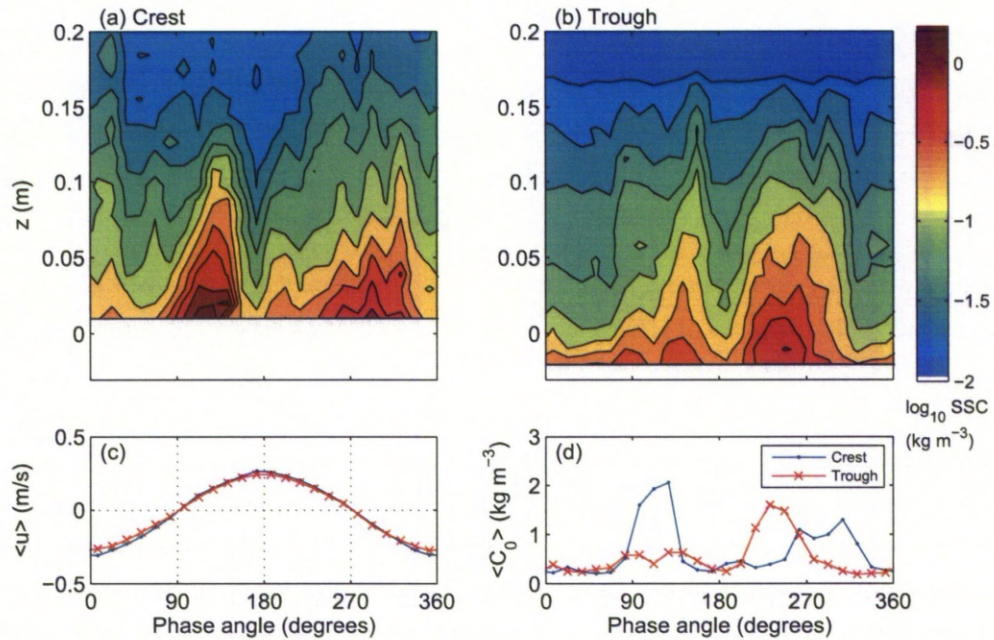 (a) Crest
(b) Trough
0.2
0.15
0.1
0.05
0
z (m)
0.2
0.15
0.1
0.05
0
0
−0.5
−1
−1.5
−2
log10 SSC
(kg m−3)
(c)
0.5
0
−0.5
<u> (m/s)
0 90 180 270 360
Phase angle (degrees)
(d)
3
2
1
0
<C0> (kg m−3)
Crest
Trough
0 90 180 270 360
Phase angle (degrees)